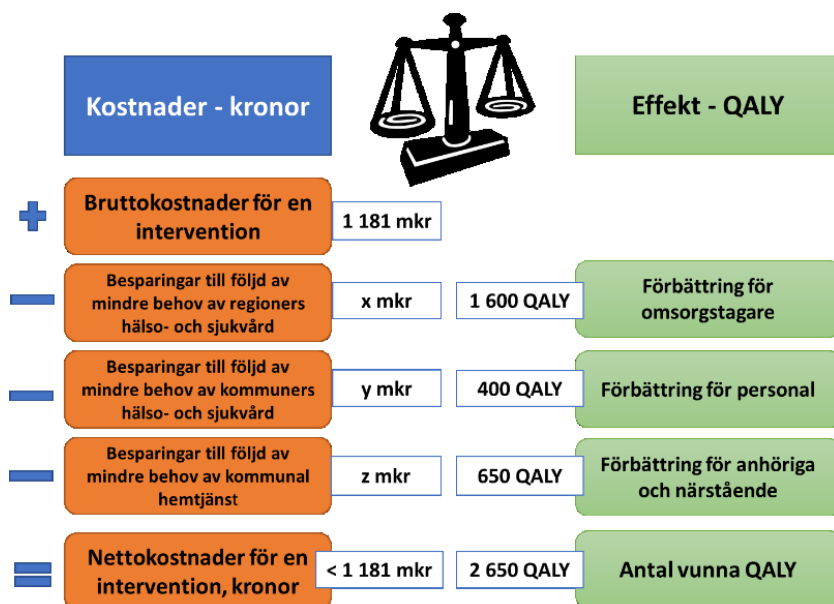 Kostnader - kronor
Effekt - QALY
Bruttokostnader för en
intervention
1 181 mkr
Besparingar till följd av
mindre behov av regioners
hälso- och sjukvård
x mkr
1 600 QALY
Förbättring för
omsorgstagare
Besparingar till följd av
mindre behov av kommuners
hälso- och sjukvård
y mkr
400 QALY
Förbättring för personal
Besparingar till följd av
mindre behov av kommunal
hemtjänst
z mkr
650 QALY
Förbättring för anhöriga
och närstående
Nettokostnader för en
intervention, kronor
< 1 181 mkr
2 650 QALY
Antal vunna QALY